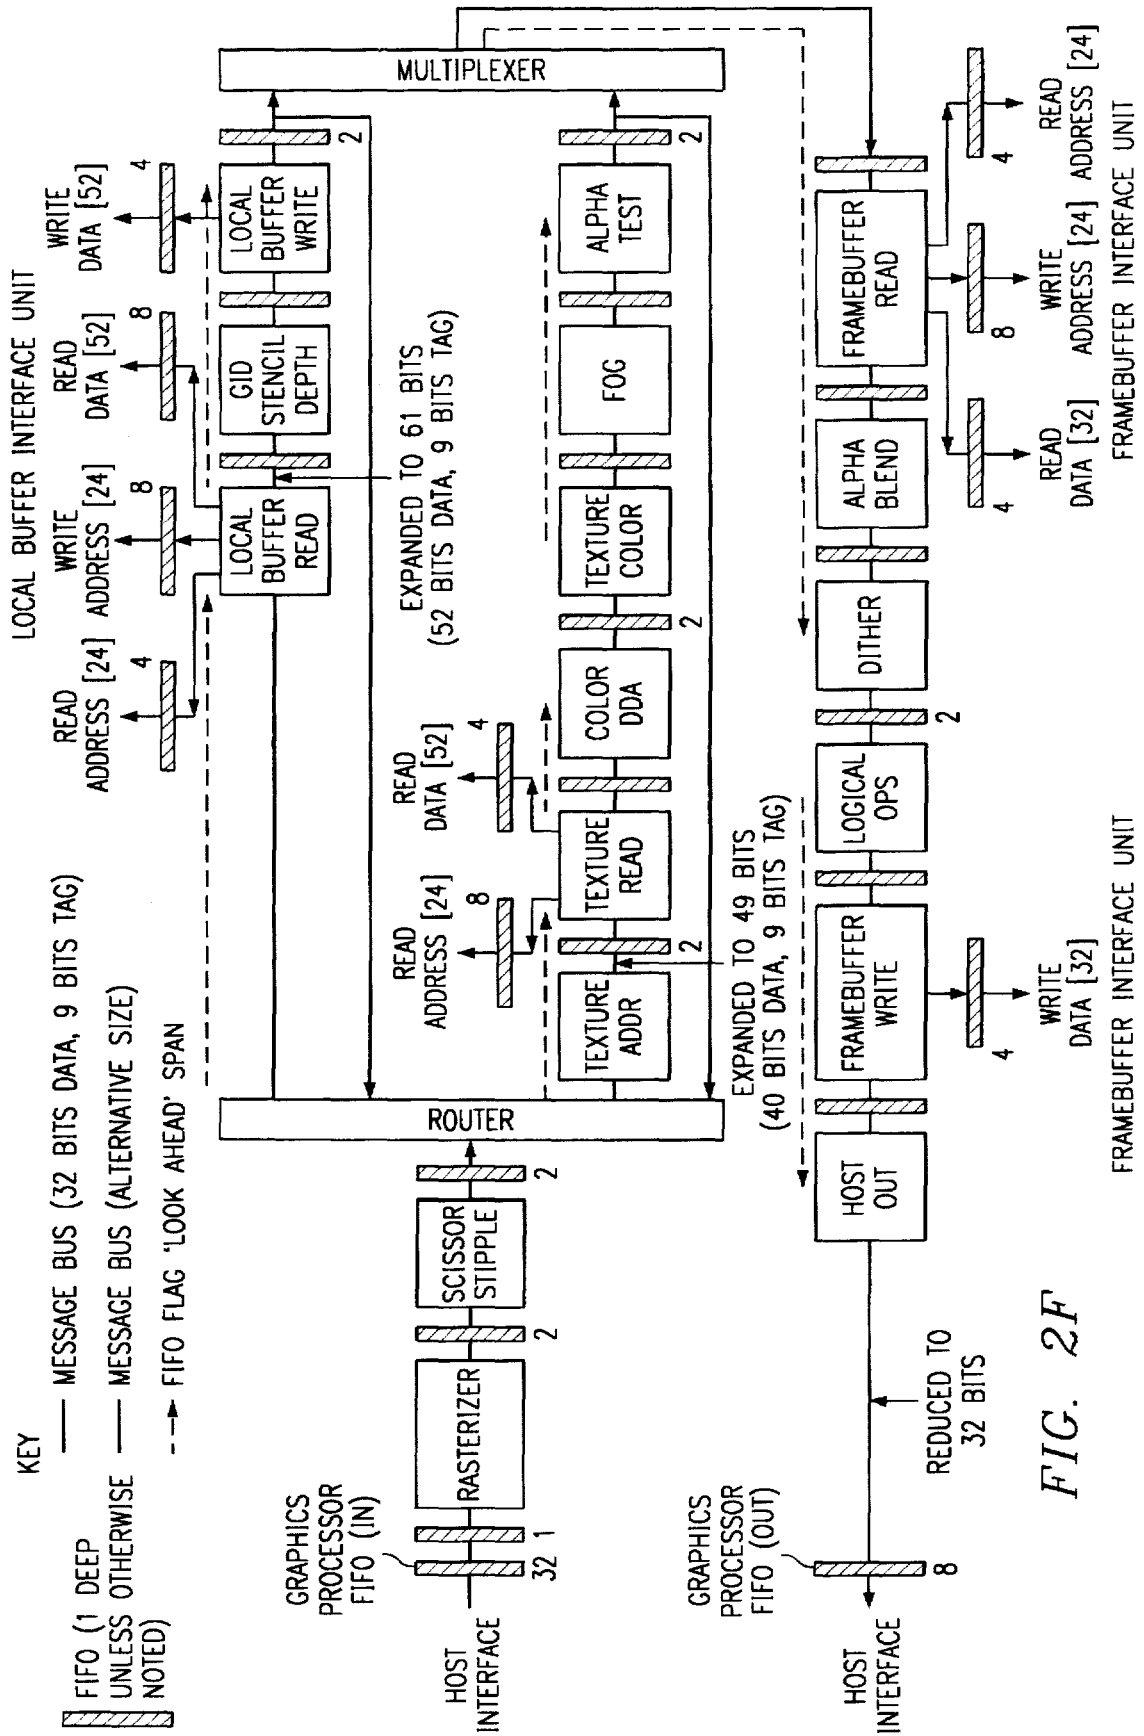 KEY
FIFO (1 DEEP
UNLESS OTHERWISE
NOTED)
MESSAGE BUS (32 BITS DATA, 9 BITS TAG)
MESSAGE BUS (ALTERNATIVE SIZE)
FIFO FLAG 'LOOK AHEAD' SPAN
LOCAL BUFFER INTERFACE UNIT
READ
ADDRESS [24]
4
WRITE
ADDRESS [24]
8
READ
DATA [52]
8
WRITE
DATA [52]
4
LOCAL
BUFFER
READ
GID
STENCIL
DEPTH
LOCAL
BUFFER
WRITE
2
EXPANDED TO 61 BITS
(52 BITS DATA, 9 BITS TAG)
MULTIPLEXER
GRAPHICS
PROCESSOR
FIFO (IN)
HOST
INTERFACE
32
1
RASTERIZER
2
SCISSOR
STIPPLE
2
ROUTER
READ
ADDRESS [24]
8
READ
DATA [52]
4
TEXTURE
ADDR
2
TEXTURE
READ
COLOR
DDA
2
TEXTURE
COLOR
FOG
ALPHA
TEST
2
EXPANDED TO 49 BITS
(40 BITS DATA, 9 BITS TAG)
GRAPHICS
PROCESSOR
FIFO (OUT)
HOST
INTERFACE
8
REDUCED TO
32 BITS
HOST
OUT
FRAMEBUFFER
WRITE
LOGICAL
OPS
2
DITHER
ALPHA
BLEND
FRAMEBUFFER
READ
4
WRITE
DATA [32]
FRAMEBUFFER INTERFACE UNIT
4
READ
DATA [32]
8
WRITE
ADDRESS [24]
4
READ
ADDRESS [24]
FRAMEBUFFER INTERFACE UNIT
FIG. 2F